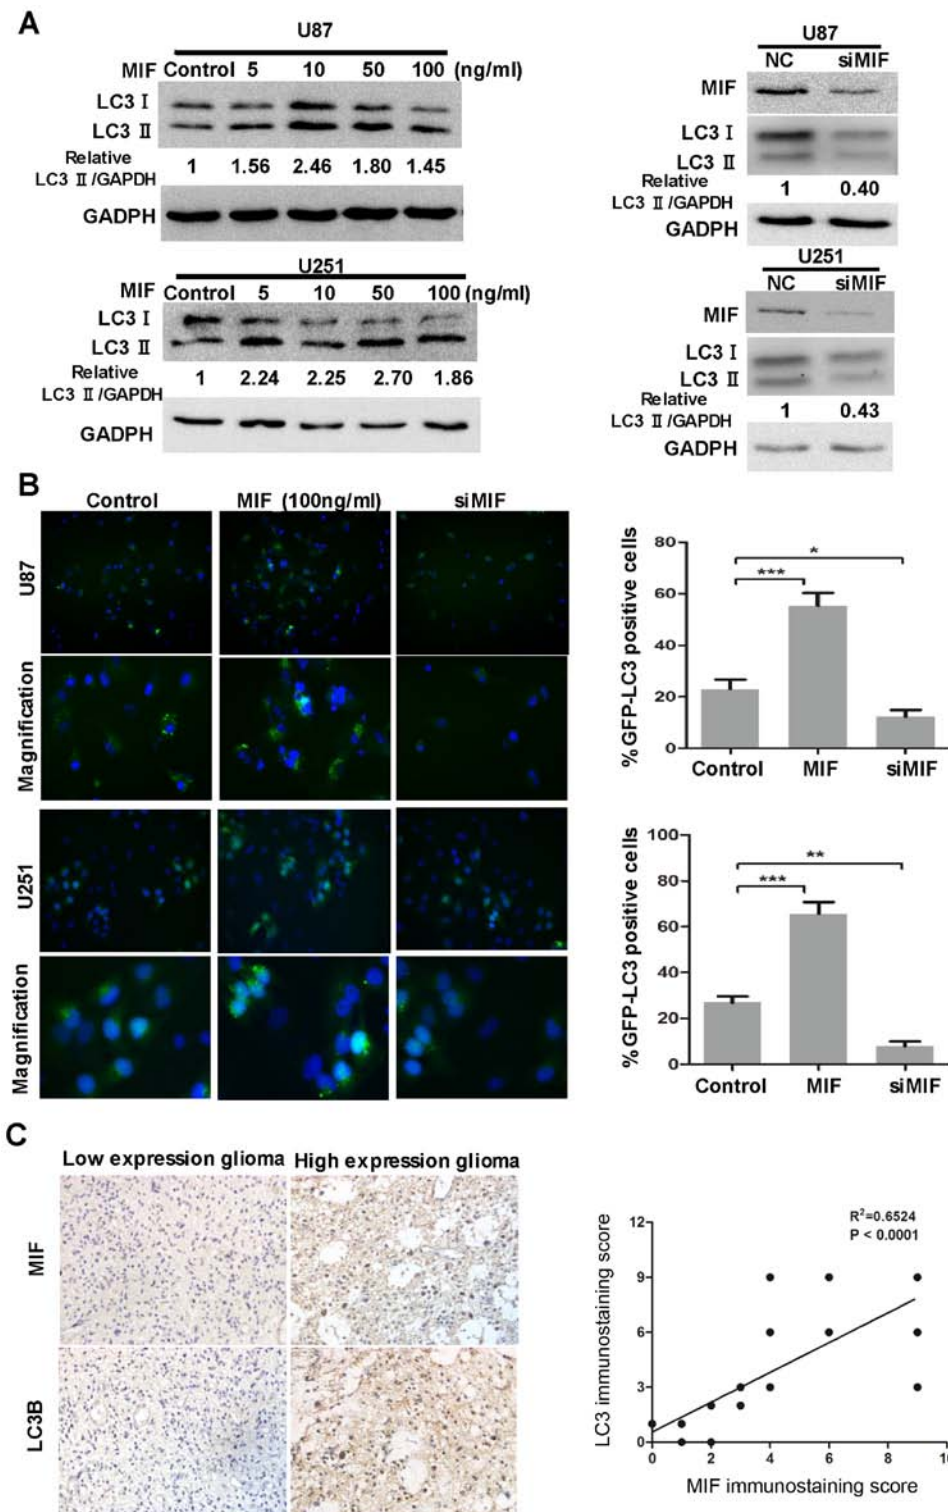 A
U87
MIF Control 5 10 50 100 (ng/ml)
LC3 I
LC3 II
Relative
LC3 II/GAPDH
1 1.56 2.46 1.80 1.45
GADPH
U251
MIF Control 5 10 50 100 (ng/ml)
LC3 I
LC3 II
Relative
LC3 II/GAPDH
1 2.24 2.25 2.70 1.86
GADPH
U87
NC siMIF
MIF
LC3 I
LC3 II
Relative
LC3 II/GAPDH
1 0.40
GADPH
U251
NC siMIF
MIF
LC3 I
LC3 II
Relative
LC3 II/GAPDH
1 0.43
GADPH
B
Control MIF (100ng/ml) siMIF
U87
Magnification
U251
Magnification
%GFP-LC3 positive cells
80
60
40
20
0
*
***
Control MIF siMIF
%GFP-LC3 positive cells
100
80
60
40
20
0
**
***
Control MIF siMIF
C
Low expression glioma High expression glioma
MIF
LC3B
R²=0.6524
P < 0.0001
LC3 immunostaining score
12
9
6
3
0
0 2 4 6 8 10
MIF immunostaining score